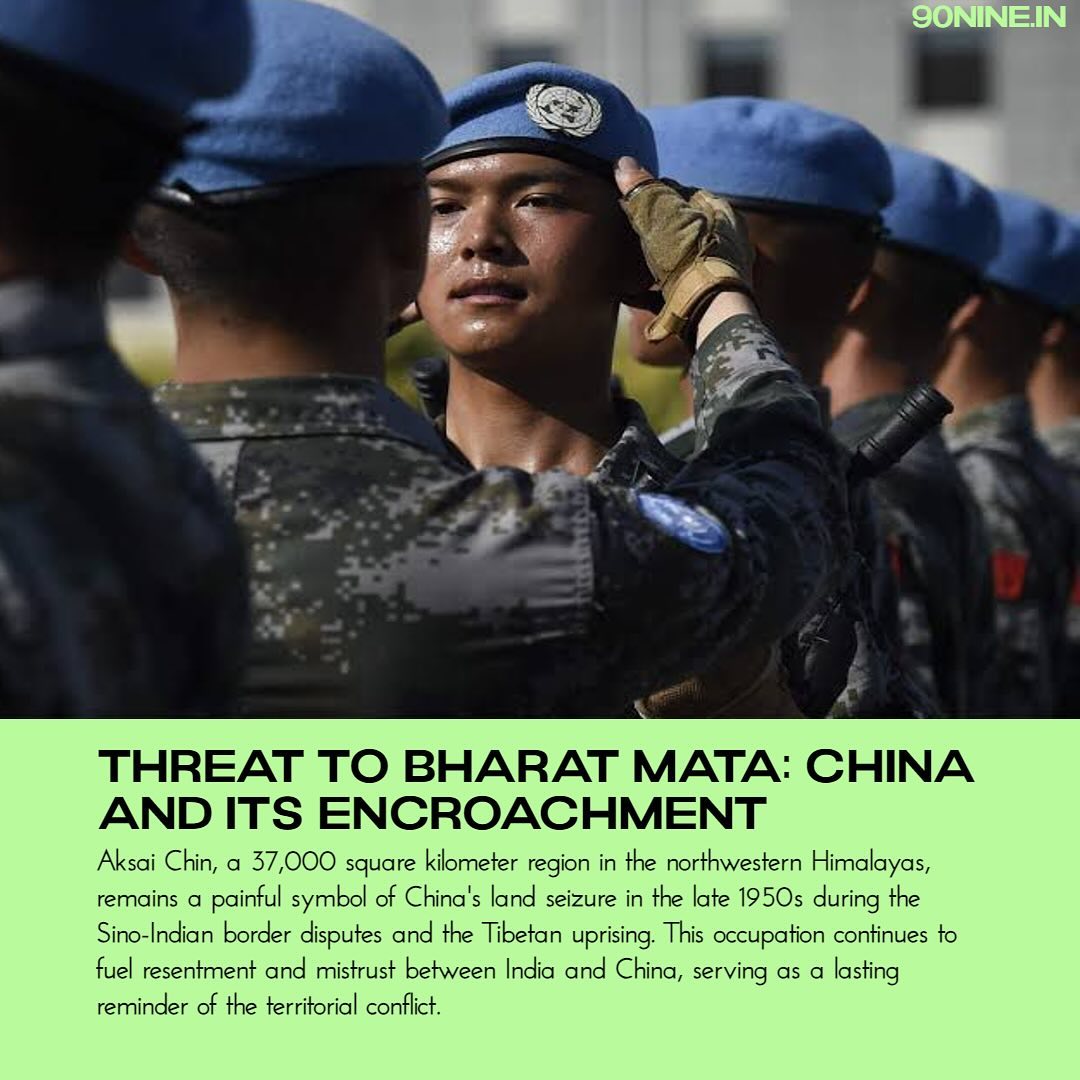 90NINE.IN
THREAT TO BHARAT MATA: CHINA
AND ITS ENCROACHMENT
Aksai Chin, a 37,000 square kilometer region in the northwestern Himalayas,
remains a painful symbol of China's land seizure in the late 1950s during the
Sino-Indian border disputes and the Tibetan uprising. This occupation continues to
fuel resentment and mistrust between India and China, serving as a lasting
reminder of the territorial conflict.